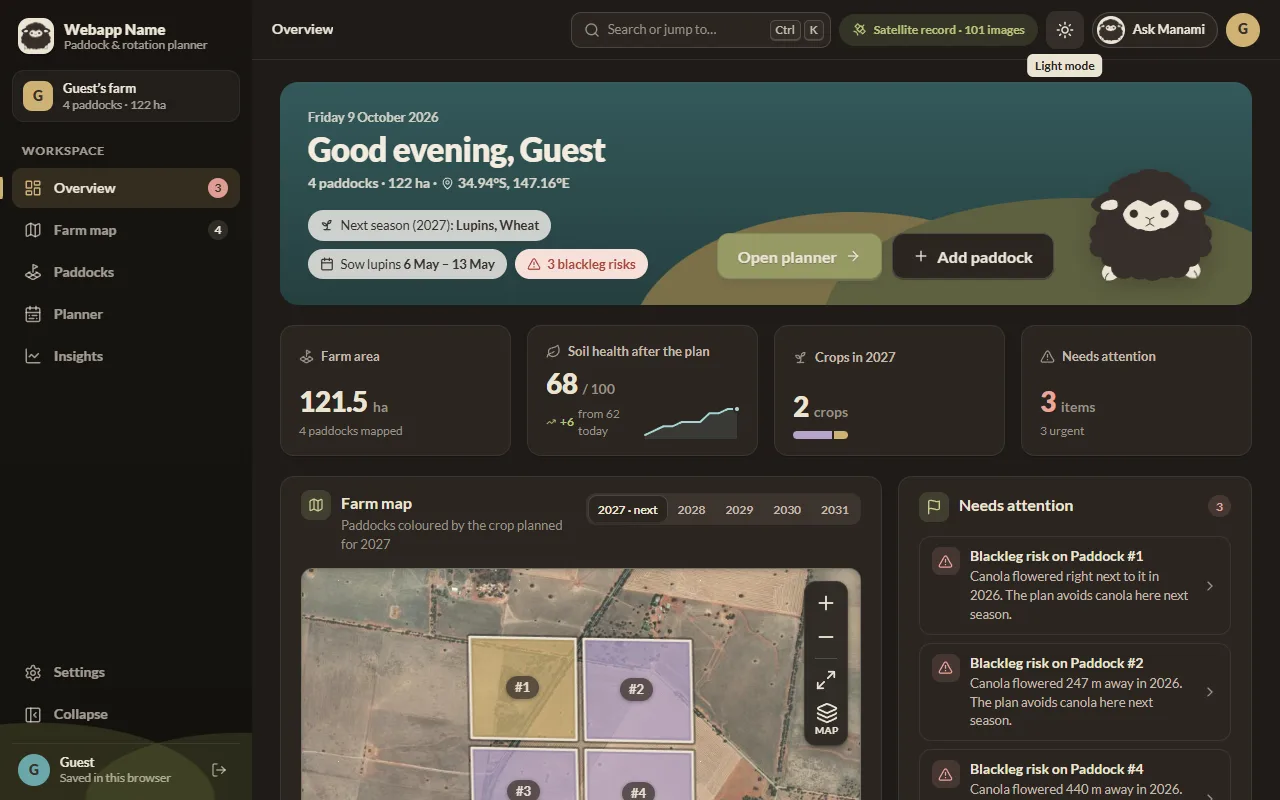 Webapp Name
Paddock & rotation planner
G
Guest's farm
4 paddocks · 122 ha
WORKSPACE
Overview
3
Farm map
4
Paddocks
Planner
Insights
Settings
Collapse
G
Guest
Saved in this browser
Overview
Search or jump to...
Ctrl
K
Satellite record · 101 images
Ask Manami
G
Light mode
Friday 9 October 2026
Good evening, Guest
4 paddocks · 122 ha · 34.94°S, 147.16°E
Next season (2027): Lupins, Wheat
Sow lupins 6 May – 13 May
3 blackleg risks
Open planner
Add paddock
Farm area
121.5 ha
4 paddocks mapped
Soil health after the plan
68 / 100
+6
from 62
today
Crops in 2027
2 crops
Needs attention
3 items
3 urgent
Farm map
Paddocks coloured by the crop planned
for 2027
2027 · next
2028
2029
2030
2031
#1
#2
#3
#4
MAP
Needs attention
3
Blackleg risk on Paddock #1
Canola flowered right next to it in
2026. The plan avoids canola here next
season.
Blackleg risk on Paddock #2
Canola flowered 247 m away in 2026.
The plan avoids canola here next
season.
Blackleg risk on Paddock #4
Canola flowered 440 m away in 2026.